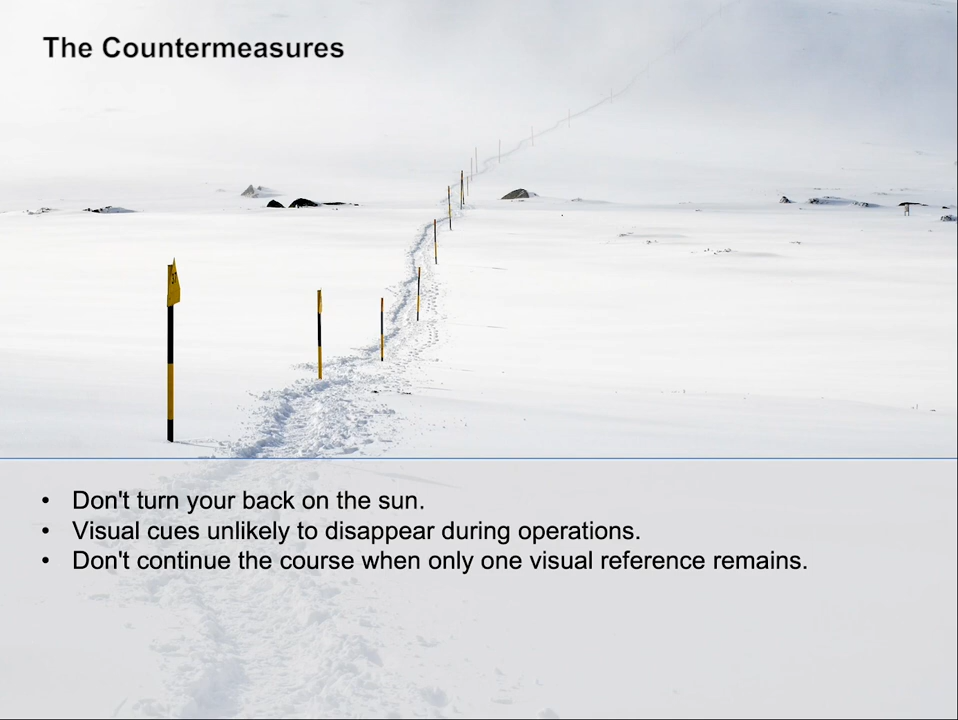 The Countermeasures
• Don't turn your back on the sun.
• Visual cues unlikely to disappear during operations.
• Don't continue the course when only one visual reference remains.